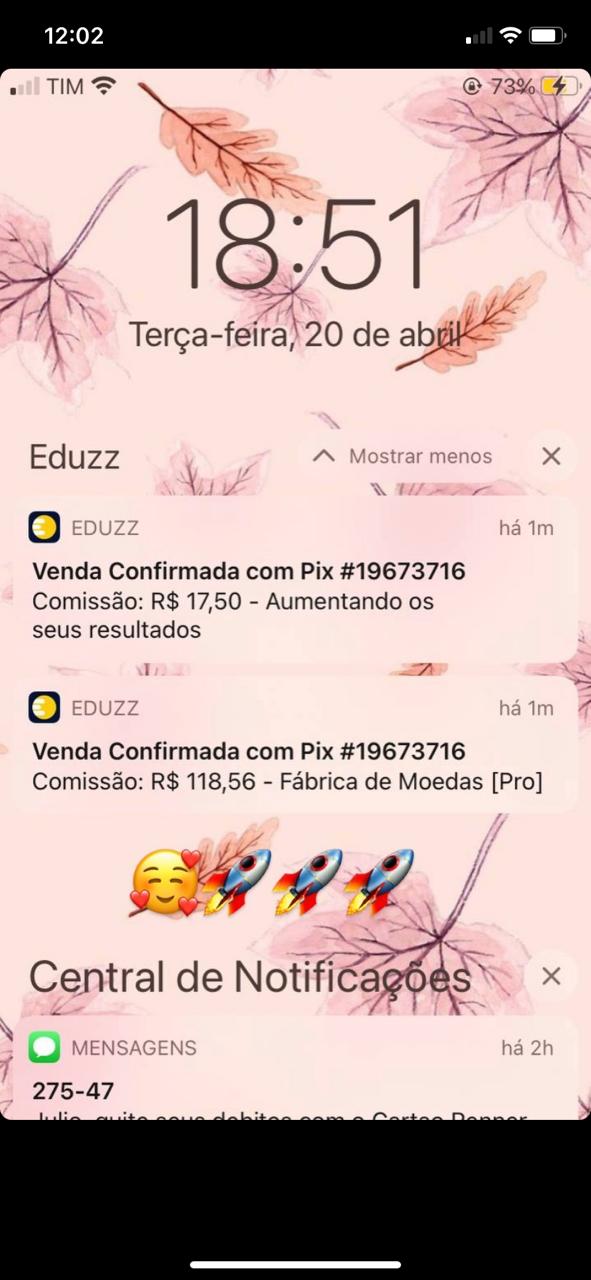 12:02
TIM 73%
18:51
Terça-feira, 20 de abril
Eduzz Mostrar menos
EDUZZ há 1m
Venda Confirmada com Pix #19673716
Comissão: R$ 17,50 - Aumentando os
seus resultados
EDUZZ há 1m
Venda Confirmada com Pix #19673716
Comissão: R$ 118,56 - Fábrica de Moedas [Pro]
Central de Notificações
MENSAGENS há 2h
275-47